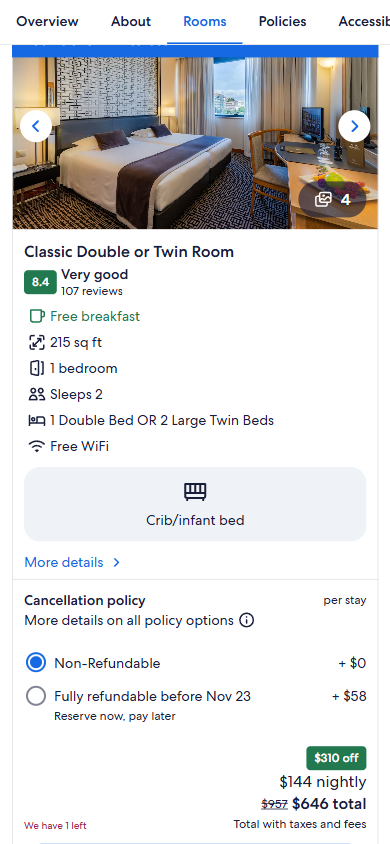 Overview About Rooms Policies Accessib
4
Classic Double or Twin Room
8.4 Very good
107 reviews
Free breakfast
215 sq ft
1 bedroom
Sleeps 2
1 Double Bed OR 2 Large Twin Beds
Free WiFi
Crib/infant bed
More details
Cancellation policy per stay
More details on all policy options
Non-Refundable + $0
Fully refundable before Nov 23 + $58
Reserve now, pay later
$310 off
$144 nightly
$957 $646 total
We have 1 left Total with taxes and fees